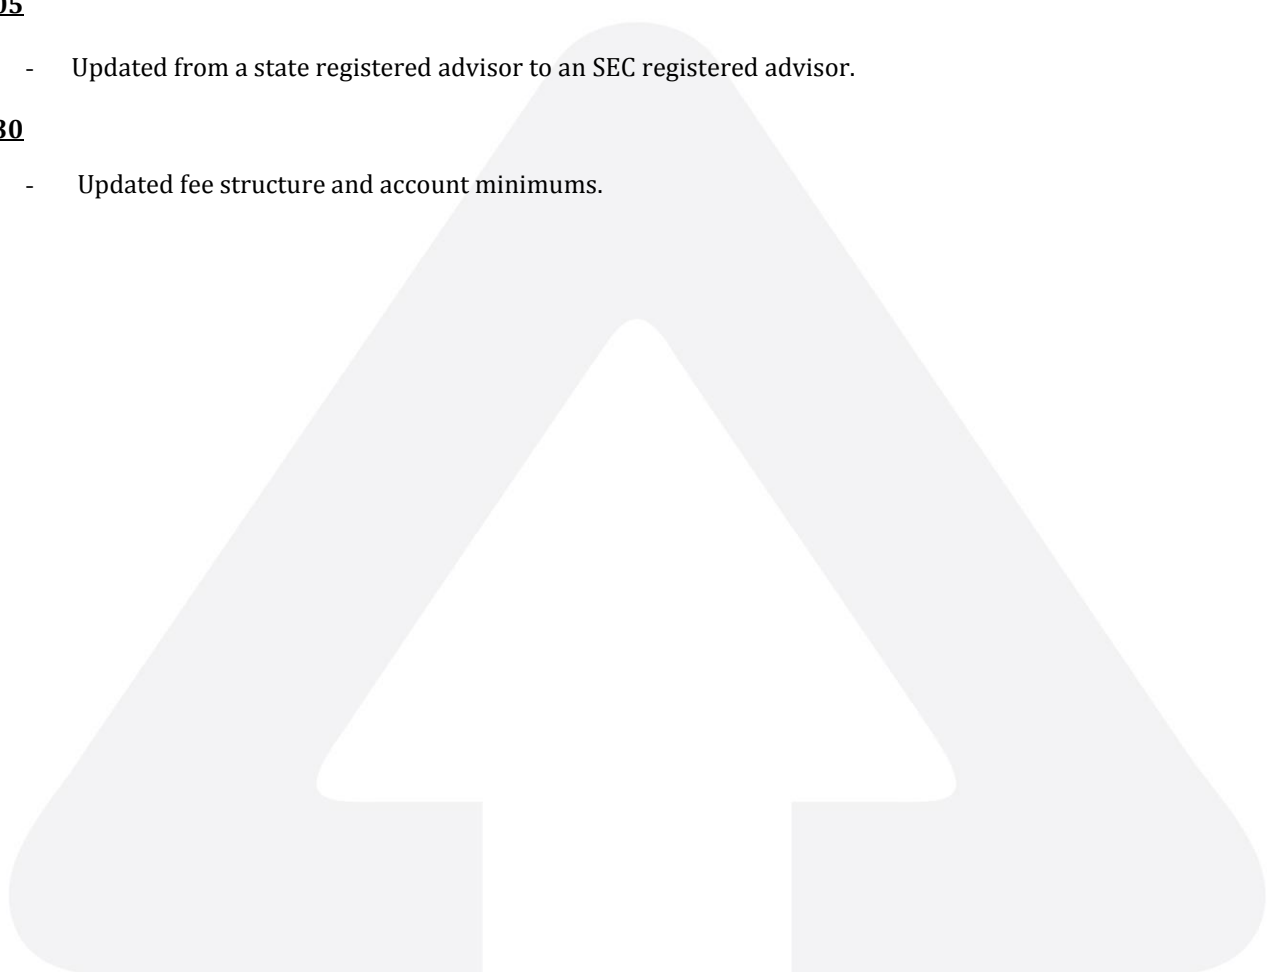 05
- Updated from a state registered advisor to an SEC registered advisor.
30
- Updated fee structure and account minimums.